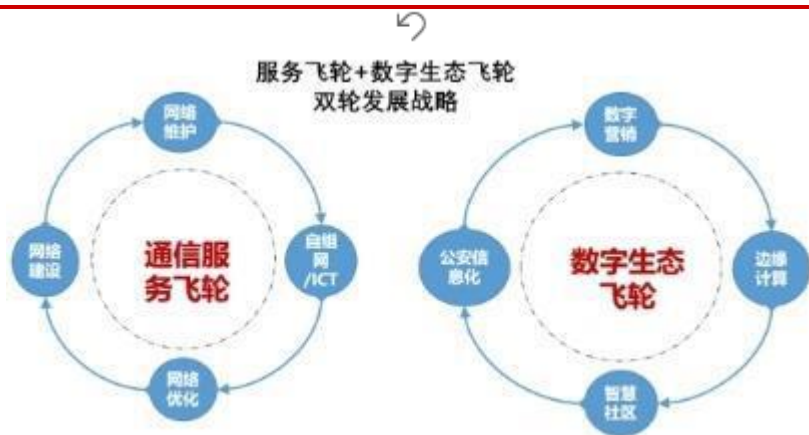 服务飞轮+数字生态飞轮
双轮发展战略
网络
维护
网络
建设
通信服
务飞轮
自组
网
/ICT
网络
优化
数字
营销
公安信
息化
数字生态
飞轮
边缘
计算
智慧
社区